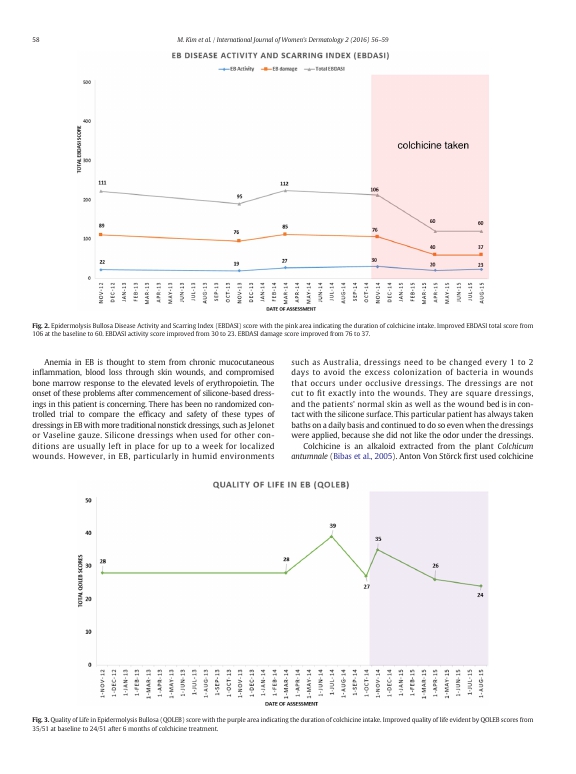 58
M. Kim et al. / International Journal of Women's Dermatology 2 (2016) 56–59
EB DISEASE ACTIVITY AND SCARRING INDEX (EBDASI)
EB Activity EB damage Total EBDASI
TOTAL EBDASI SCORE
500
400
300
200
100
0
colchicine taken
111 95 112 106 60 60
89 76 85 76 40 37
22 19 27 30 20 23
NOV-12 DEC-12 JAN-13 FEB-13 MAR-13 APR-13 MAY-13 JUN-13 JUL-13 AUG-13 SEP-13 OCT-13 NOV-13 DEC-13 JAN-14 FEB-14 MAR-14 APR-14 MAY-14 JUN-14 JUL-14 AUG-14 SEP-14 OCT-14 NOV-14 DEC-14 JAN-15 FEB-15 MAR-15 APR-15 MAY-15 JUN-15 JUL-15 AUG-15
DATE OF ASSESSMENT
Fig. 2. Epidermolysis Bullosa Disease Activity and Scarring Index (EBDASI) score with the pink area indicating the duration of colchicine intake. Improved EBDASI total score from
106 at the baseline to 60. EBDASI activity score improved from 30 to 23. EBDASI damage score improved from 76 to 37.
Anemia in EB is thought to stem from chronic mucocutaneous
inflammation, blood loss through skin wounds, and compromised
bone marrow response to the elevated levels of erythropoietin. The
onset of these problems after commencement of silicone-based dress-
ings in this patient is concerning. There has been no randomized con-
trolled trial to compare the efficacy and safety of these types of
dressings in EB with more traditional nonstick dressings, such as Jelonet
or Vaseline gauze. Silicone dressings when used for other con-
ditions are usually left in place for up to a week for localized
wounds. However, in EB, particularly in humid environments
such as Australia, dressings need to be changed every 1 to 2
days to avoid the excess colonization of bacteria in wounds
that occurs under occlusive dressings. The dressings are not
cut to fit exactly into the wounds. They are square dressings,
and the patients' normal skin as well as the wound bed is in con-
tact with the silicone surface. This particular patient has always taken
baths on a daily basis and continued to do so even when the dressings
were applied, because she did not like the odor under the dressings.
Colchicine is an alkaloid extracted from the plant Colchicum
antumnale (Bibas et al., 2005). Anton Von Störck first used colchicine
QUALITY OF LIFE IN EB (QOLEB)
TOTAL QOLEB SCORES
50
40
30
20
10
0
28 28 39 27 35 26 24
1-NOV-12 1-DEC-12 1-JAN-13 1-FEB-13 1-MAR-13 1-APR-13 1-MAY-13 1-JUN-13 1-JUL-13 1-AUG-13 1-SEP-13 1-OCT-13 1-NOV-13 1-DEC-13 1-JAN-14 1-FEB-14 1-MAR-14 1-APR-14 1-MAY-14 1-JUN-14 1-JUL-14 1-AUG-14 1-SEP-14 1-OCT-14 1-NOV-14 1-DEC-14 1-JAN-15 1-FEB-15 1-MAR-15 1-APR-15 1-MAY-15 1-JUN-15 1-JUL-15 1-AUG-15
DATE OF ASSESSMENT
Fig. 3. Quality of Life in Epidermolysis Bullosa (QOLEB) score with the purple area indicating the duration of colchicine intake. Improved quality of life evident by QOLEB scores from
35/51 at baseline to 24/51 after 6 months of colchicine treatment.